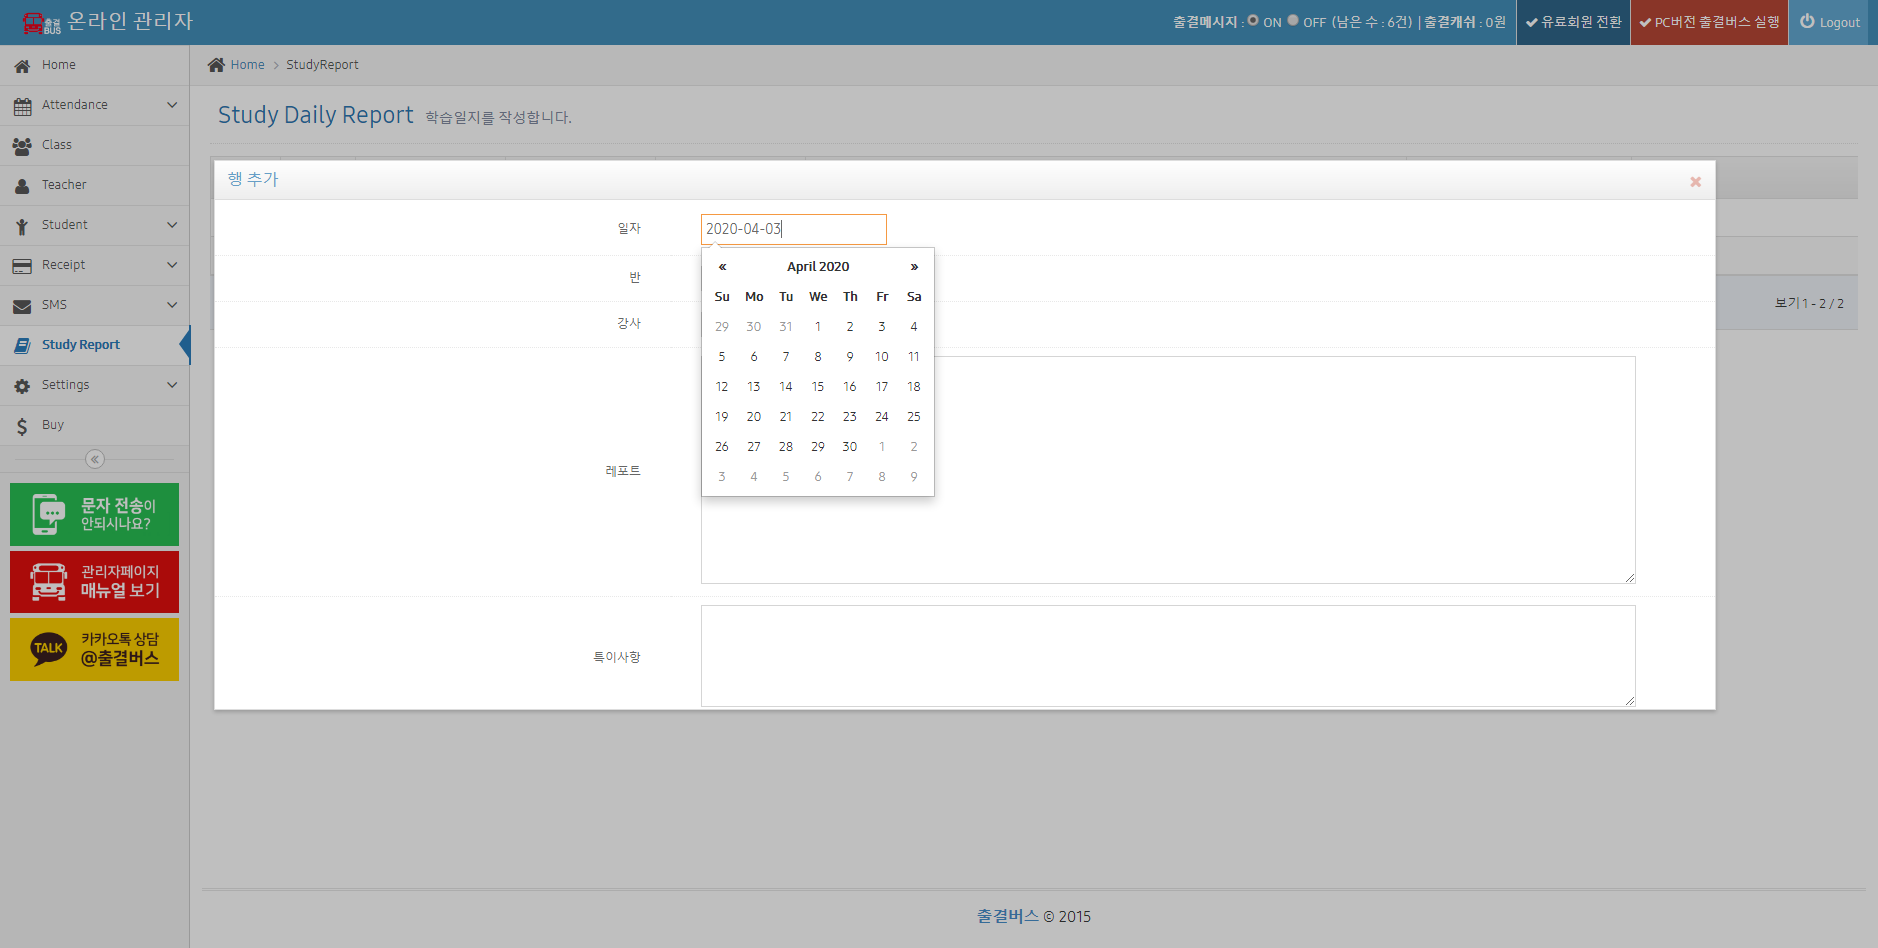 출결 BUS 온라인 관리자
출결메시지 : ON OFF (남은 수 : 6건) | 출결캐쉬 : 0원
유료회원 전환
PC버전 출결버스 실행
Logout
Home
Attendance
Class
Teacher
Student
Receipt
SMS
Study Report
Settings
Buy
문자 전송이
안되시나요?
관리자페이지
매뉴얼 보기
TALK
카카오톡 상담
@출결버스
Home > StudyReport
Study Daily Report 학습일지를 작성합니다.
행 추가
일자 2020-04-03
« April 2020 »
Su Mo Tu We Th Fr Sa
29 30 31 1 2 3 4
5 6 7 8 9 10 11
12 13 14 15 16 17 18
19 20 21 22 23 24 25
26 27 28 29 30 1 2
3 4 5 6 7 8 9
반
강사
레포트
특이사항
보기 1 - 2 / 2
출결버스 © 2015